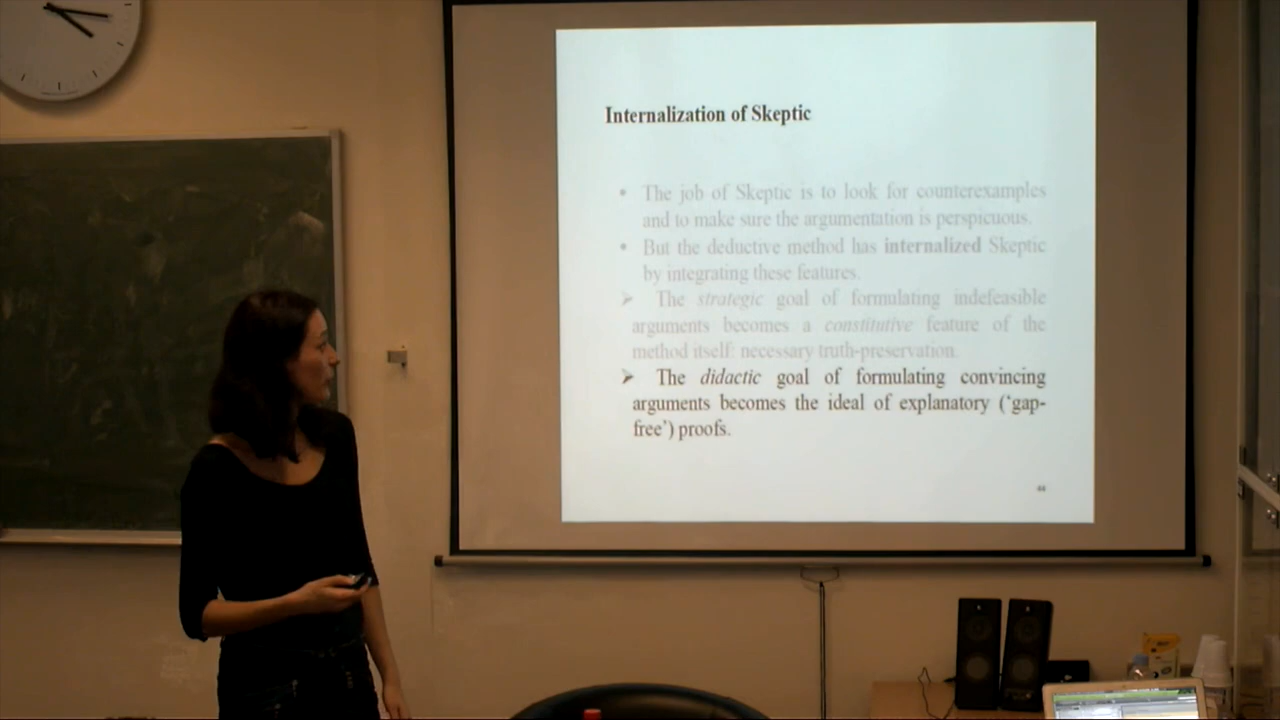 Internalization of Skeptic
• The job of Skeptic is to look for counterexamples
and to make sure the argumentation is perspicuous.
• But the deductive method has internalized Skeptic
by integrating these features.
➢ The strategic goal of formulating indefeasible
arguments becomes a constitutive feature of the
method itself: necessary truth-preservation.
➢ The didactic goal of formulating convincing
arguments becomes the ideal of explanatory (‘gap-
free’) proofs.